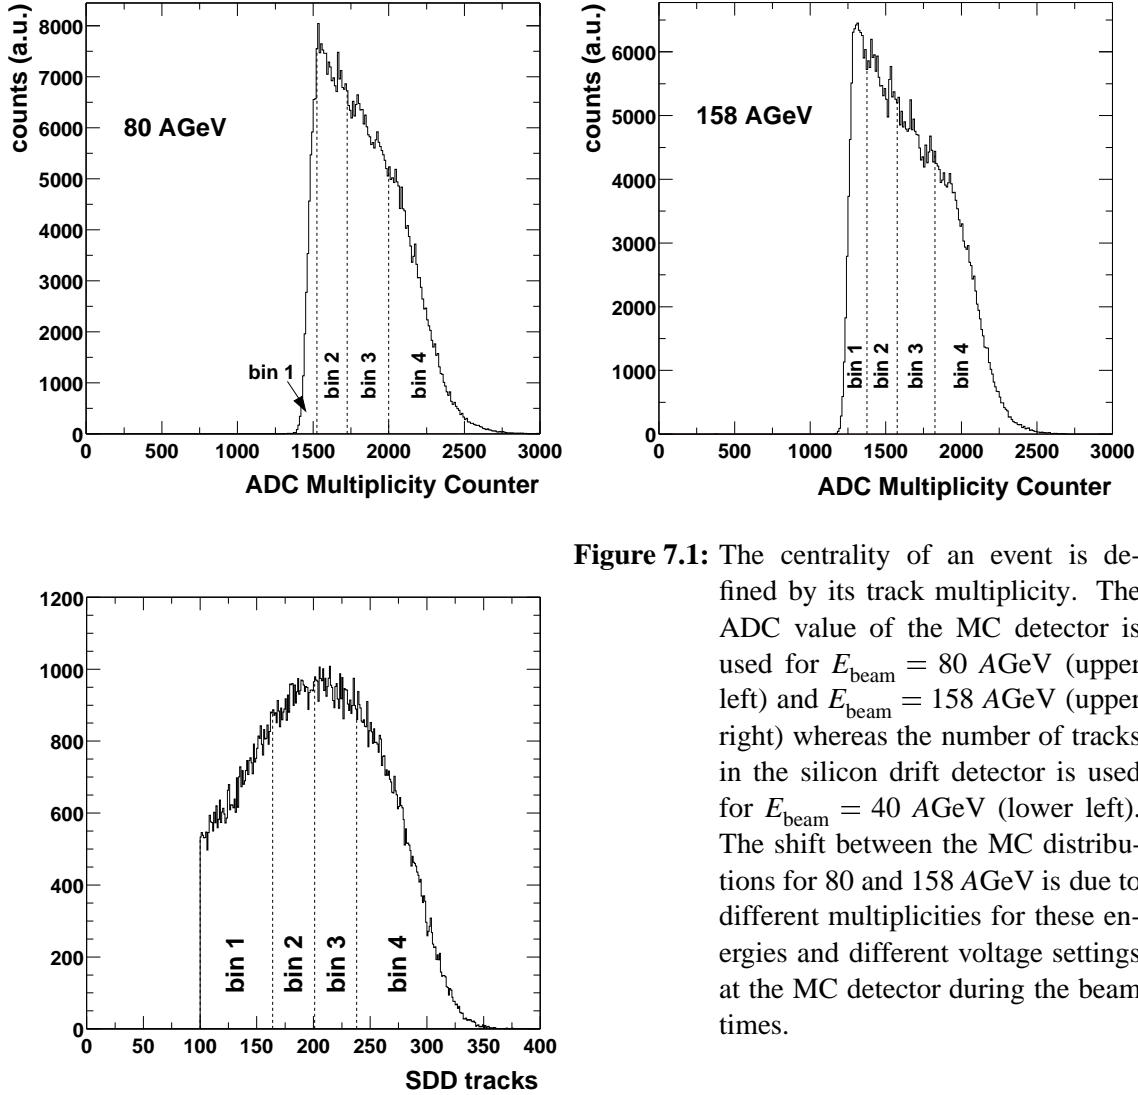 counts (a.u.)
8000
7000
6000
5000
4000
3000
2000
1000
0
80 AGeV
bin 1
bin 2
bin 3
bin 4
0 500 1000 1500 2000 2500 3000
ADC Multiplicity Counter
counts (a.u.)
6000
5000
4000
3000
2000
1000
0
158 AGeV
bin 1
bin 2
bin 3
bin 4
0 500 1000 1500 2000 2500 3000
ADC Multiplicity Counter
1200
1000
800
600
400
200
0
bin 1
bin 2
bin 3
bin 4
0 50 100 150 200 250 300 350 400
SDD tracks
Figure 7.1: The centrality of an event is de-
fined by its track multiplicity. The
ADC value of the MC detector is
used for E_beam = 80 AGeV (upper
left) and E_beam = 158 AGeV (upper
right) whereas the number of tracks
in the silicon drift detector is used
for E_beam = 40 AGeV (lower left).
The shift between the MC distribu-
tions for 80 and 158 AGeV is due to
different multiplicities for these en-
ergies and different voltage settings
at the MC detector during the beam
times.